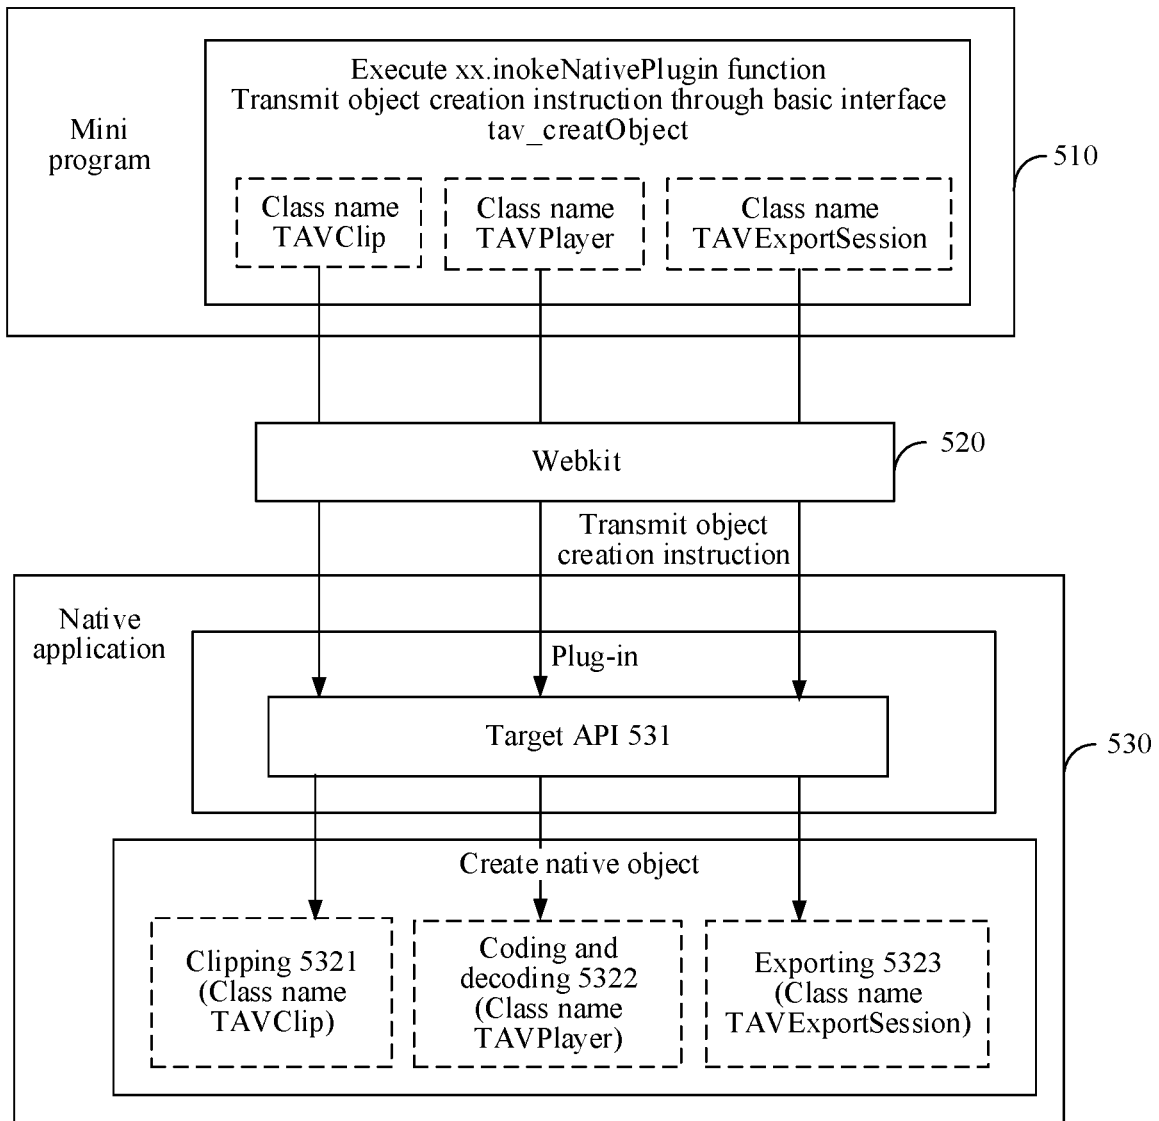 Execute xx.inokeNativePlugin function
Transmit object creation instruction through basic interface
tav_creatObject
Mini
program
510
Class name
TAVClip
Class name
TAVPlayer
Class name
TAVExportSession
Webkit
520
Transmit object
creation instruction
Native
application
Plug-in
Target API 531
530
Create native object
Clipping 5321
(Class name
TAVClip)
Coding and
decoding 5322
(Class name
TAVPlayer)
Exporting 5323
(Class name
TAVExportSession)